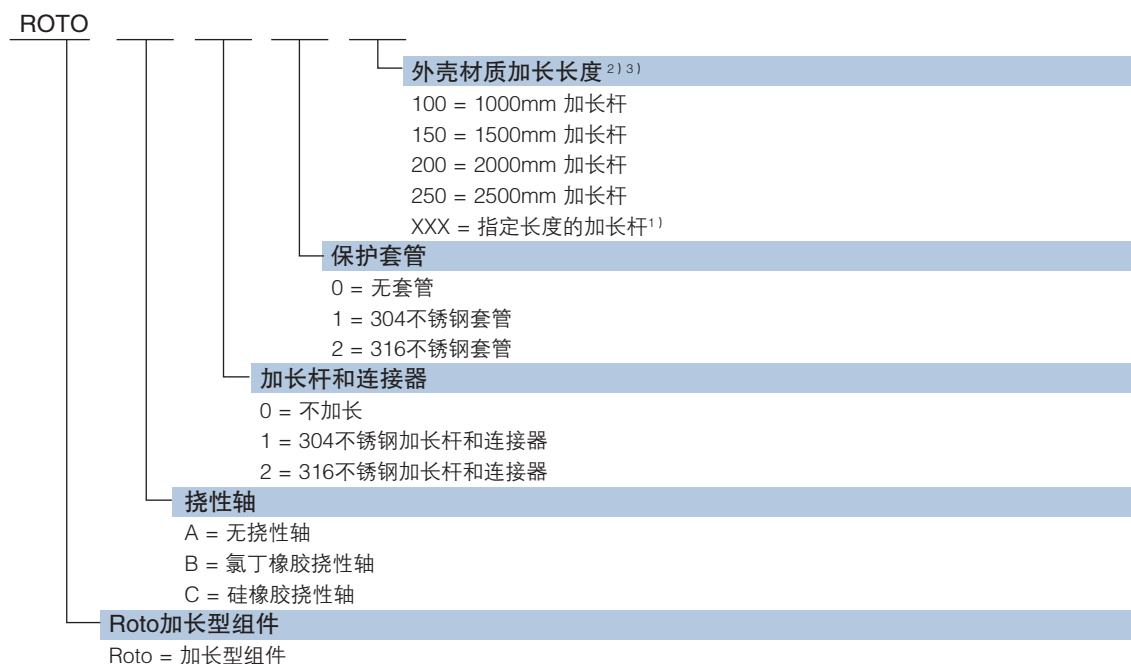 ROTO
外壳材质加长长度 2)3)
100 = 1000mm 加长杆
150 = 1500mm 加长杆
200 = 2000mm 加长杆
250 = 2500mm 加长杆
XXX = 指定长度的加长杆1)
保护套管
0 = 无套管
1 = 304不锈钢套管
2 = 316不锈钢套管
加长杆和连接器
0 = 不加长
1 = 304不锈钢加长杆和连接器
2 = 316不锈钢加长杆和连接器
挠性轴
A = 无挠性轴
B = 氯丁橡胶挠性轴
C = 硅橡胶挠性轴
Roto加长型组件
Roto = 加长型组件